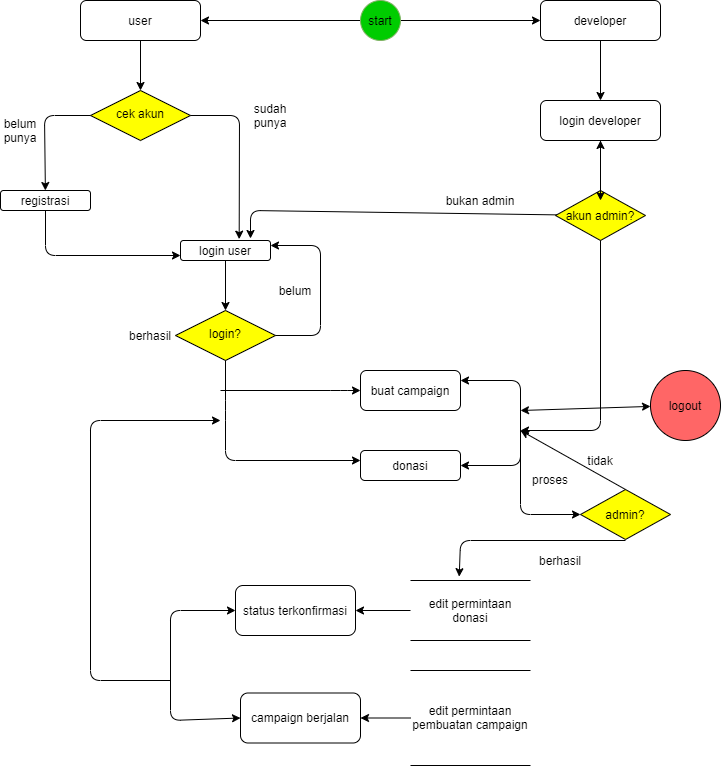 user
start
developer
cek akun
sudah
punya
belum
punya
login developer
registrasi
bukan admin
akun admin?
login user
belum
berhasil
login?
buat campaign
logout
donasi
tidak
proses
admin?
berhasil
status terkonfirmasi
edit permintaan
donasi
campaign berjalan
edit permintaan
pembuatan campaign